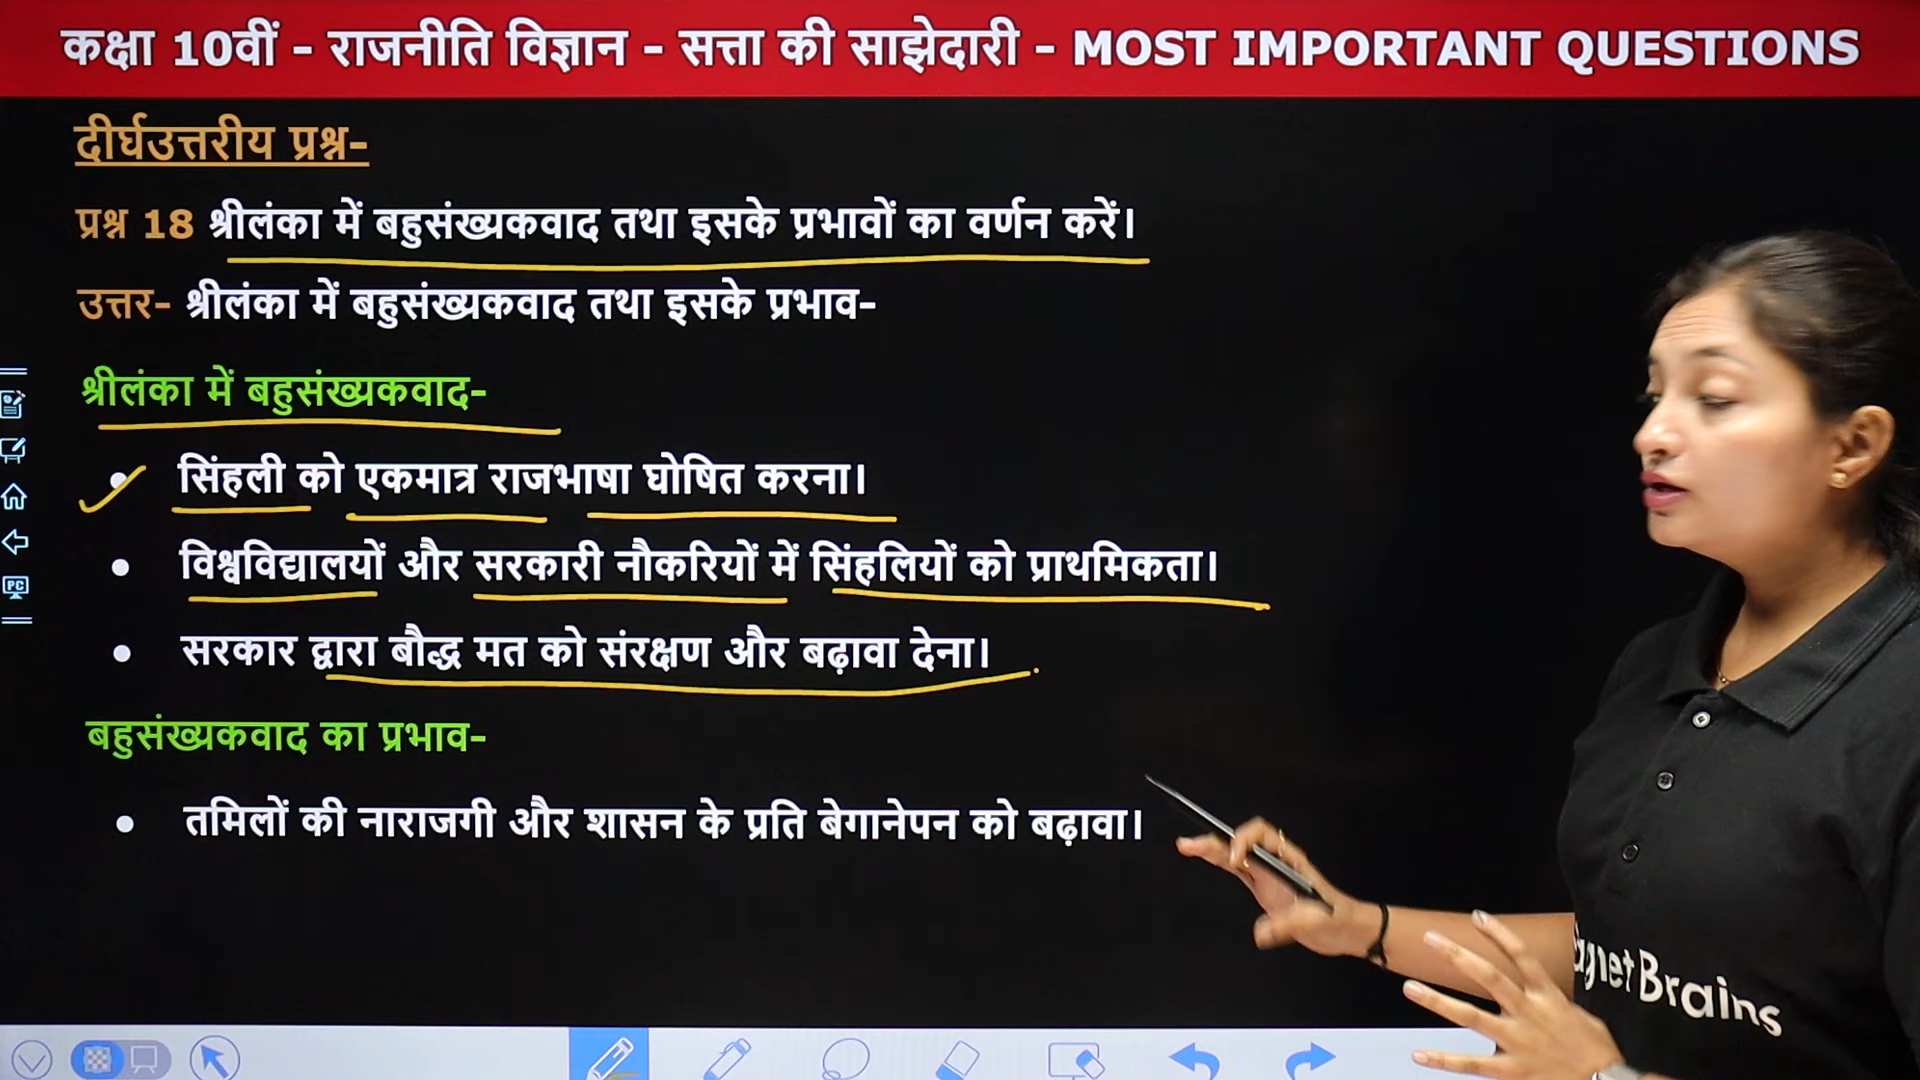 कक्षा 10वीं - राजनीति विज्ञान - सत्ता की साझेदारी - MOST IMPORTANT QUESTIONS
दीर्घउत्तरीय प्रश्न-
प्रश्न 18 श्रीलंका में बहुसंख्यकवाद तथा इसके प्रभावों का वर्णन करें।
उत्तर- श्रीलंका में बहुसंख्यकवाद तथा इसके प्रभाव-
श्रीलंका में बहुसंख्यकवाद-
• सिंहली को एकमात्र राजभाषा घोषित करना।
• विश्वविद्यालयों और सरकारी नौकरियों में सिंहलियों को प्राथमिकता।
• सरकार द्वारा बौद्ध मत को संरक्षण और बढ़ावा देना।
बहुसंख्यकवाद का प्रभाव-
• तमिलों की नाराजगी और शासन के प्रति बेगानेपन को बढ़ावा।
PC
Brains